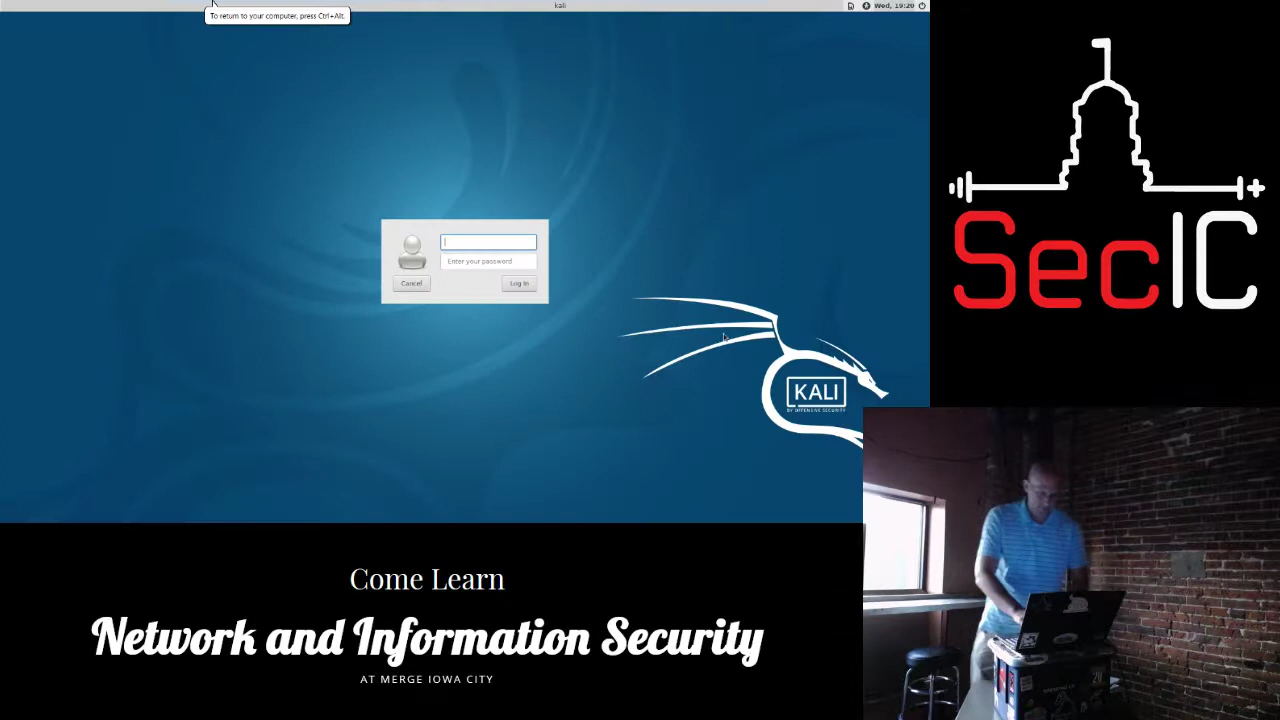 kali
Wed, 19:20
To return to your computer, press Ctrl+Alt.
Enter your password
Cancel
Log In
KALI
BY OFFENSIVE SECURITY
SecIC
Come Learn
Network and Information Security
AT MERGE IOWA CITY